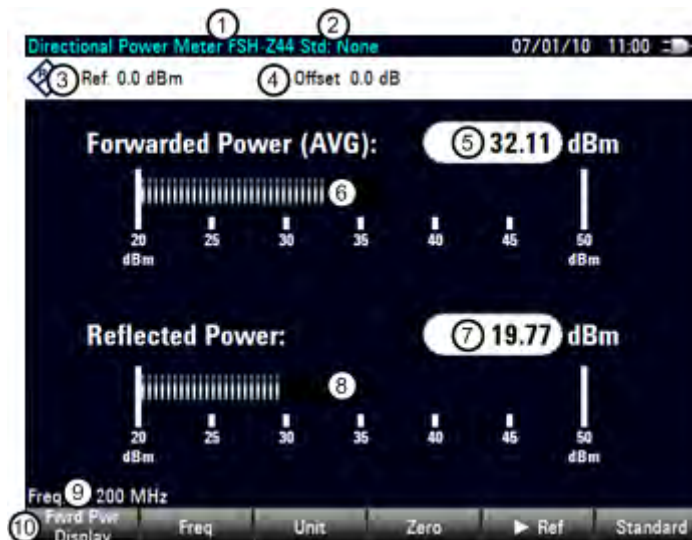 1 2
Directional Power Meter FSH-Z44 Std: None 07/01/10 11:00
3 Ref 0.0 dBm 4 Offset 0.0 dB
Forwarded Power (AVG): 5 32.11 dBm
6
20 25 30 35 40 45 50
dBm dBm
Reflected Power: 7 19.77 dBm
8
20 25 30 35 40 45 50
dBm dBm
Freq 9 200 MHz
10 Fwrd Pwr Display Freq Unit Zero ► Ref Standard